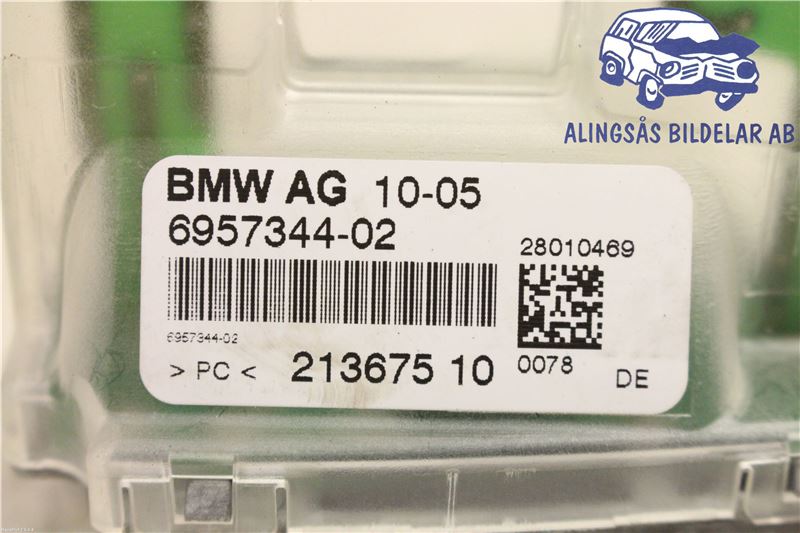 ALINGSÅS BILDELAR AB
BMW AG 10-05
6957344-02
28010469
6957344-02
> PC < 213675 10
0078
DE